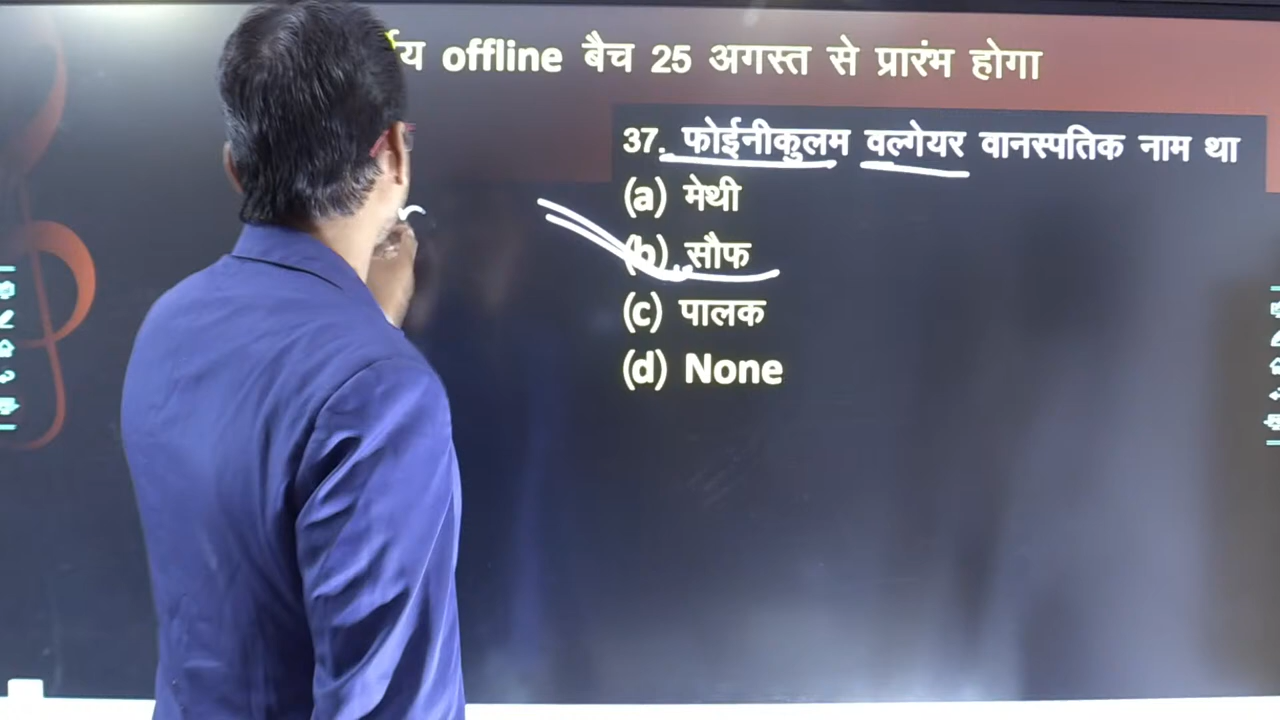 offline बैच 25 अगस्त से प्रारंभ होगा
37. फोईनीकुलम वल्गेयर वानस्पतिक नाम था
(a) मेथी
(b) सौफ
(c) पालक
(d) None